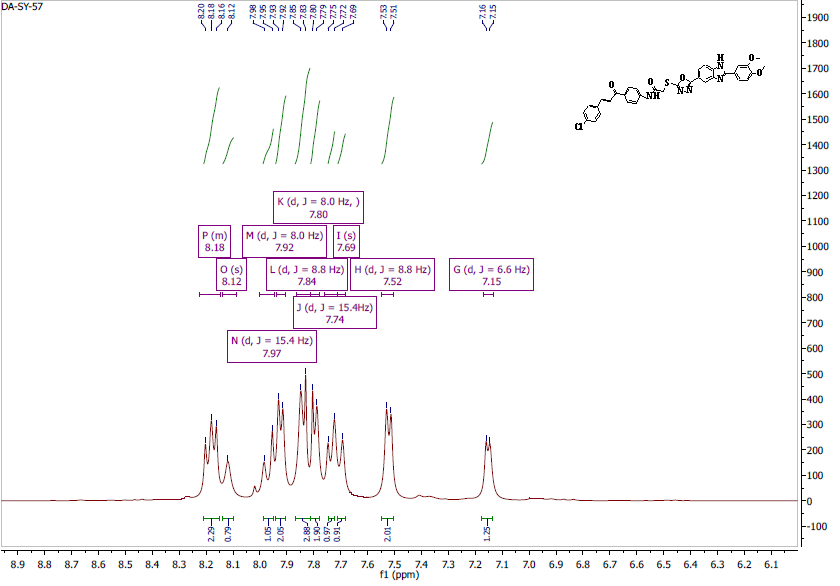 DA-SY-57
8.20 8.18 8.16 8.12 7.98 7.95 7.93 7.92 7.85 7.83 7.80 7.79 7.75 7.72 7.69 7.53 7.51 7.16 7.15
1900
1800
1700
1600
1500
1400
1300
1200
1100
1000
900
800
700
600
500
400
300
200
100
0
-100
H
N
N
O
O
O
N
N
S
O
NH
O
Cl
K (d, J = 8.0 Hz, )
7.80
P (m)
8.18
M (d, J = 8.0 Hz)
7.92
I (s)
7.69
O (s)
8.12
L (d, J = 8.8 Hz)
7.84
H (d, J = 8.8 Hz)
7.52
G (d, J = 6.6 Hz)
7.15
J (d, J = 15.4Hz)
7.74
N (d, J = 15.4 Hz)
7.97
2.29 0.79 1.05 2.05 2.88 1.90 0.97 0.91 2.01 1.25
8.9 8.8 8.7 8.6 8.5 8.4 8.3 8.2 8.1 8.0 7.9 7.8 7.7 7.6 7.5 7.4 7.3 7.2 7.1 7.0 6.9 6.8 6.7 6.6 6.5 6.4 6.3 6.2 6.1
f1 (ppm)